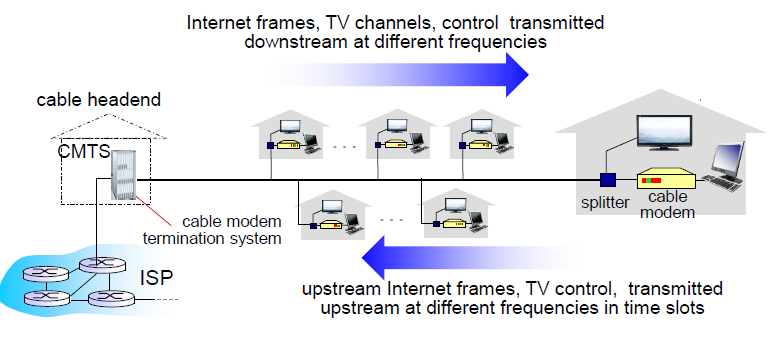 Internet frames, TV channels, control transmitted
downstream at different frequencies
cable headend
CMTS
cable modem
termination system
splitter
cable
modem
ISP
upstream Internet frames, TV control, transmitted
upstream at different frequencies in time slots